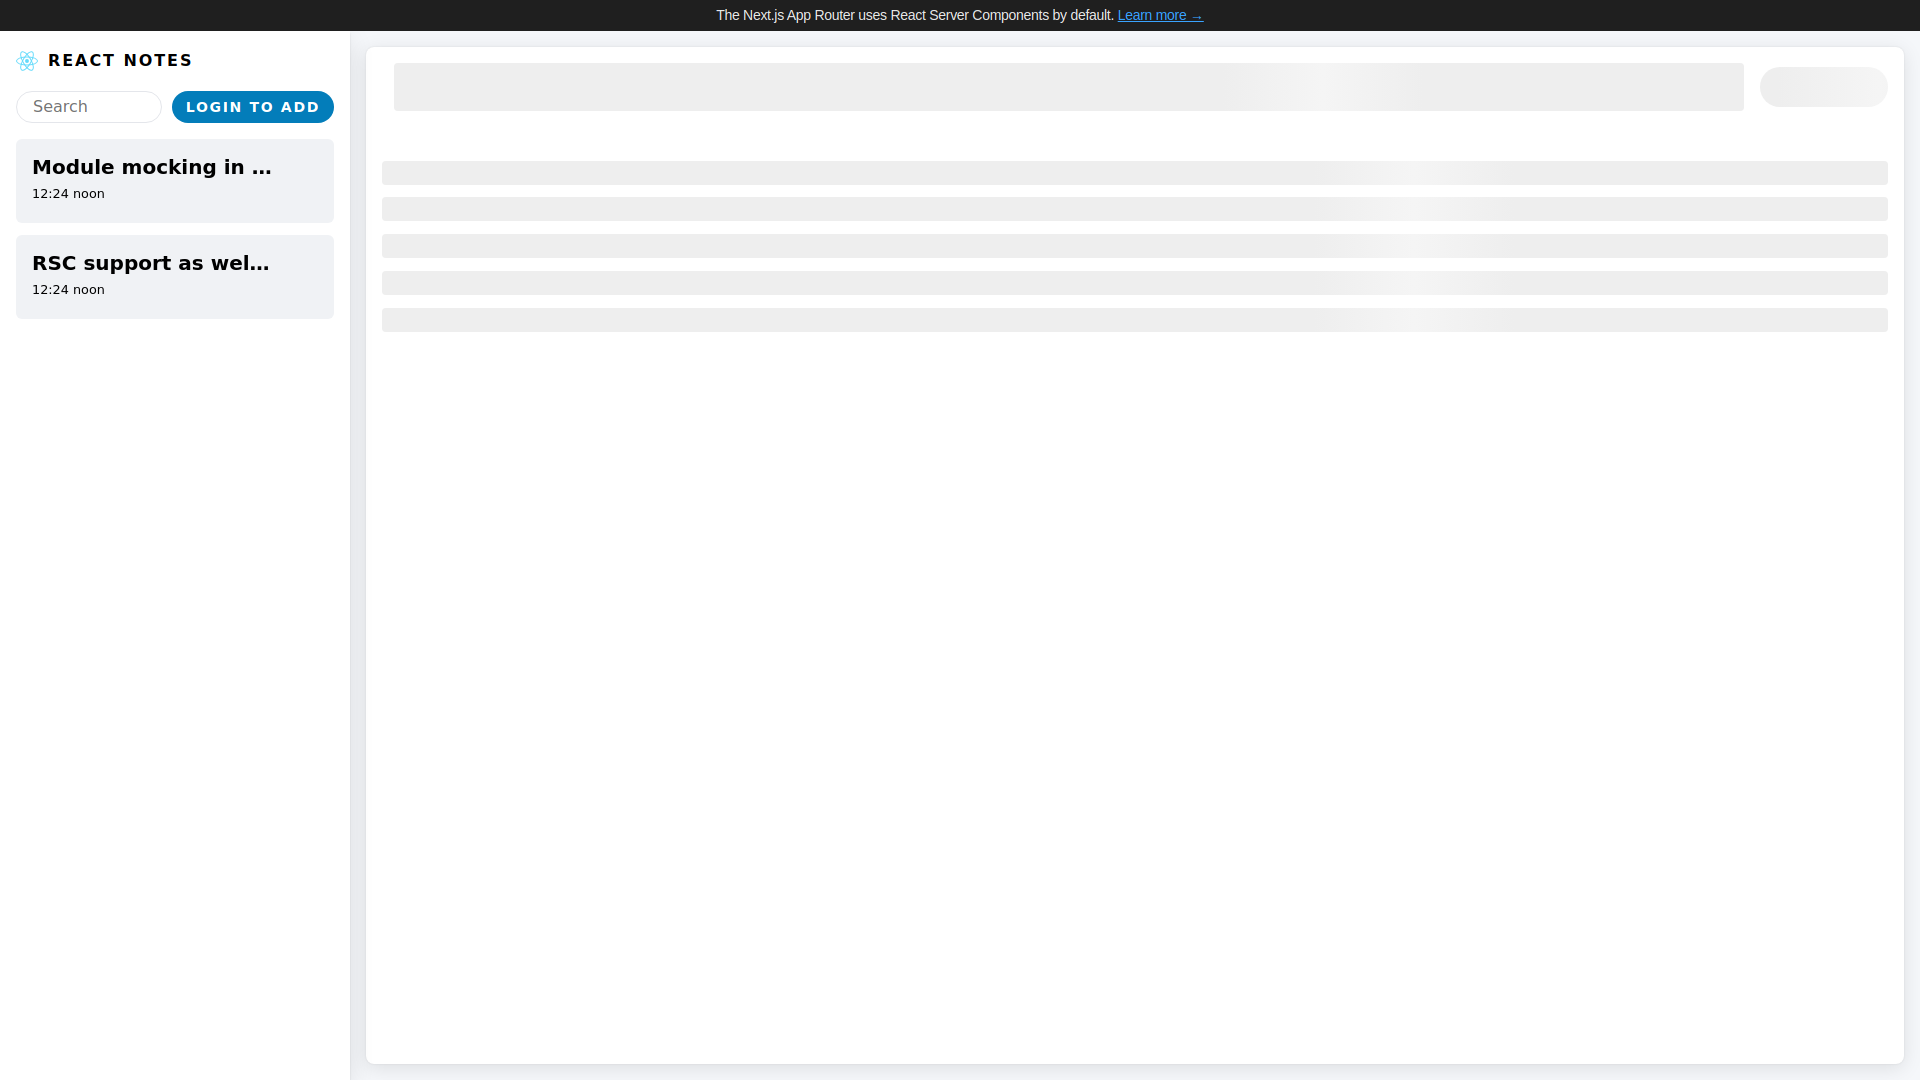 The Next.js App Router uses React Server Components by default. Learn more →
REACT NOTES
Search
LOGIN TO ADD
Module mocking in ...
12:24 noon
RSC support as wel...
12:24 noon